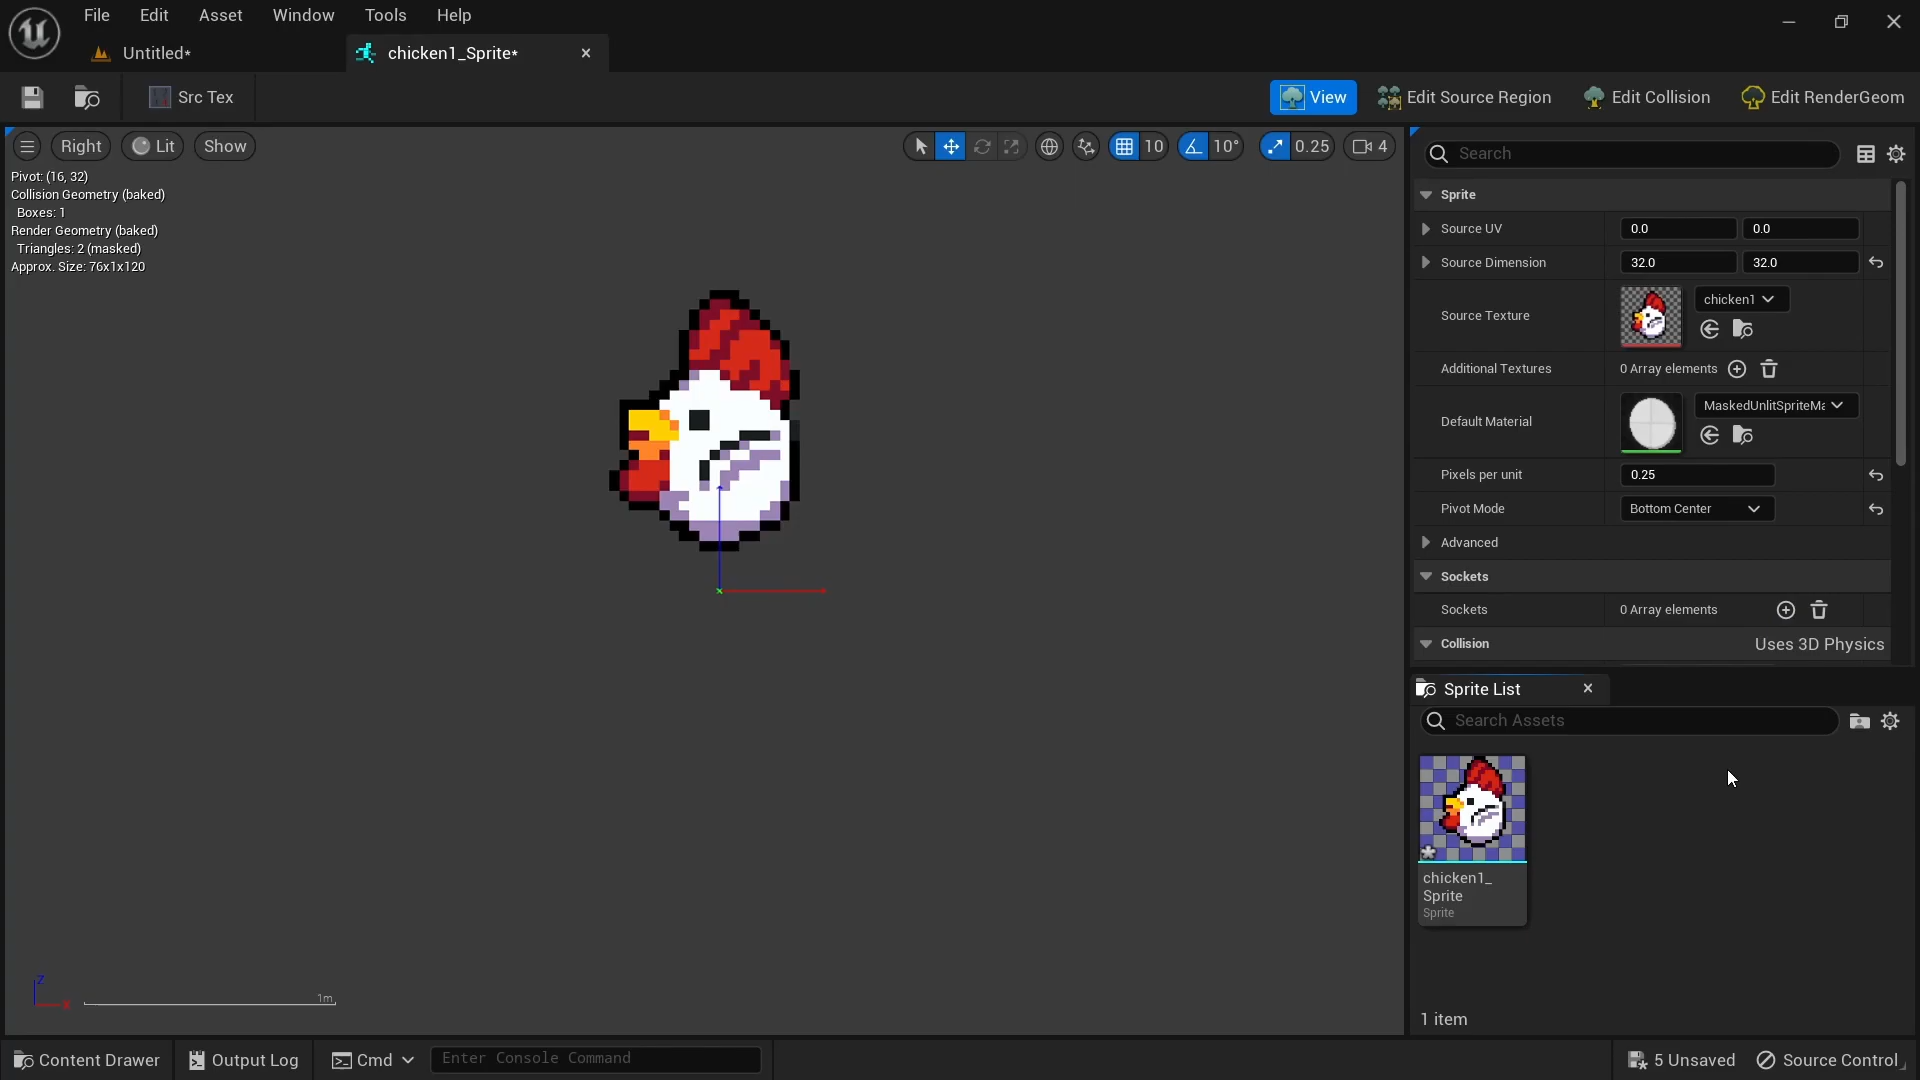 File Edit Asset Window Tools Help
Untitled*
chicken1_Sprite*
Src Tex
View
Edit Source Region
Edit Collision
Edit RenderGeom
Right
Lit
Show
10
10°
0.25
4
Pivot: (16, 32)
Collision Geometry (baked)
Boxes: 1
Render Geometry (baked)
Triangles: 2 (masked)
Approx. Size: 76x1x120
Z
X
1m
Search
Sprite
Source UV 0.0 0.0
Source Dimension 32.0 32.0
Source Texture chicken1
Additional Textures 0 Array elements
Default Material MaskedUnlitSpriteMa
Pixels per unit 0.25
Pivot Mode Bottom Center
Advanced
Sockets
Sockets 0 Array elements
Collision Uses 3D Physics
Sprite List
Search Assets
chicken1_
Sprite
Sprite
1 item
Content Drawer
Output Log
Cmd
Enter Console Command
5 Unsaved
Source Control